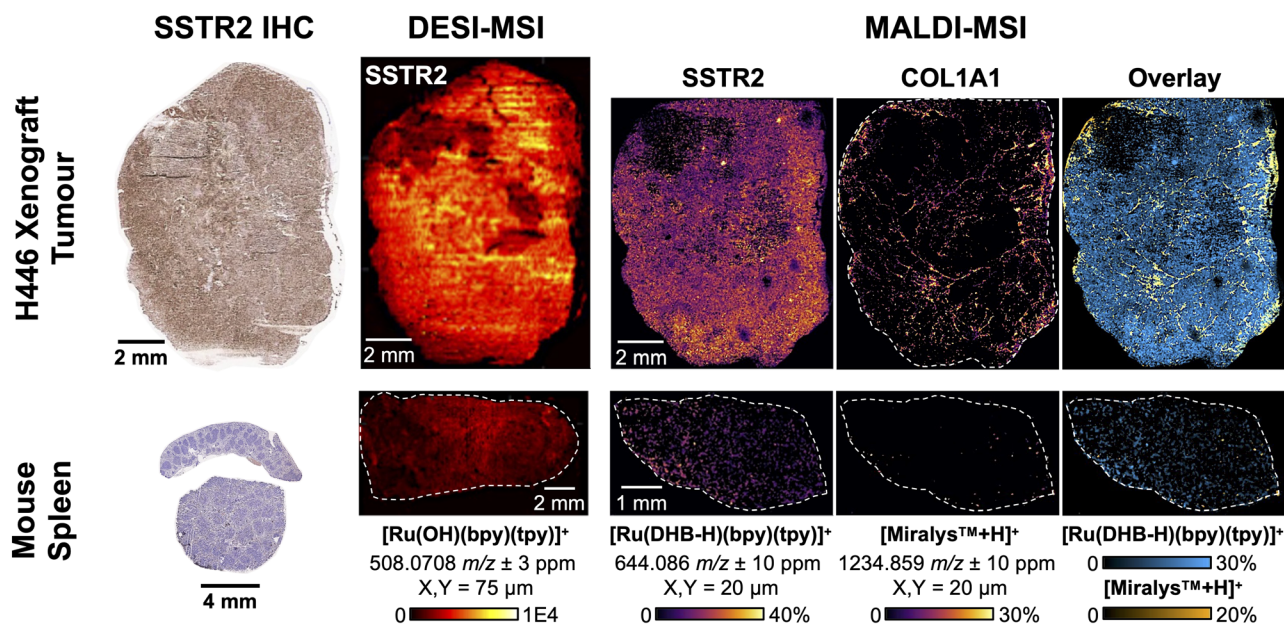 SSTR2 IHC
DESI-MSI
MALDI-MSI
SSTR2
SSTR2
COL1A1
Overlay
H446 Xenograft
Tumour
2 mm
2 mm
2 mm
Mouse
Spleen
4 mm
2 mm
1 mm
[Ru(OH)(bpy)(tpy)]⁺
508.0708 m/z ± 3 ppm
X,Y = 75 µm
0 1E4
[Ru(DHB-H)(bpy)(tpy)]⁺
644.086 m/z ± 10 ppm
X,Y = 20 µm
0 40%
[Miralys™+H]⁺
1234.859 m/z ± 10 ppm
X,Y = 20 µm
0 30%
[Ru(DHB-H)(bpy)(tpy)]⁺
0 30%
[Miralys™+H]⁺
0 20%